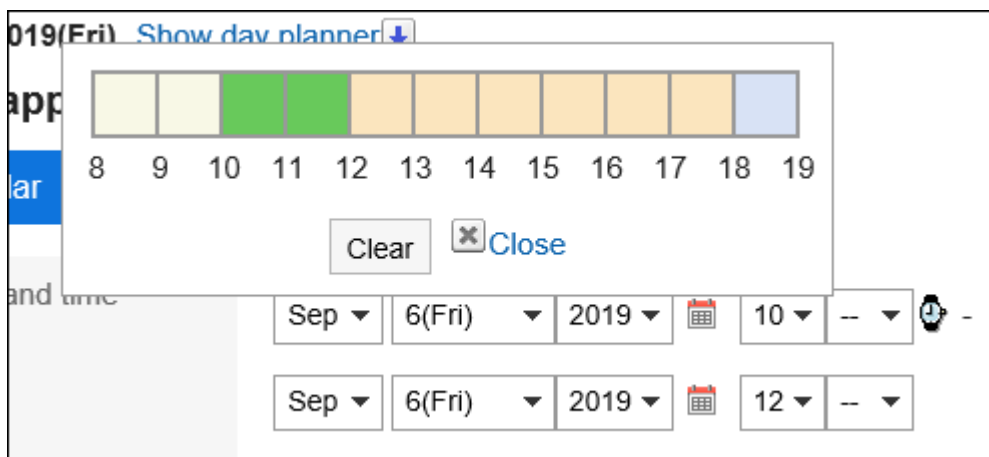 2019(Fri) Show day planner
app
lar
8 9 10 11 12 13 14 15 16 17 18 19
Clear Close
and time
Sep 6(Fri) 2019 10 -- -
Sep 6(Fri) 2019 12 --